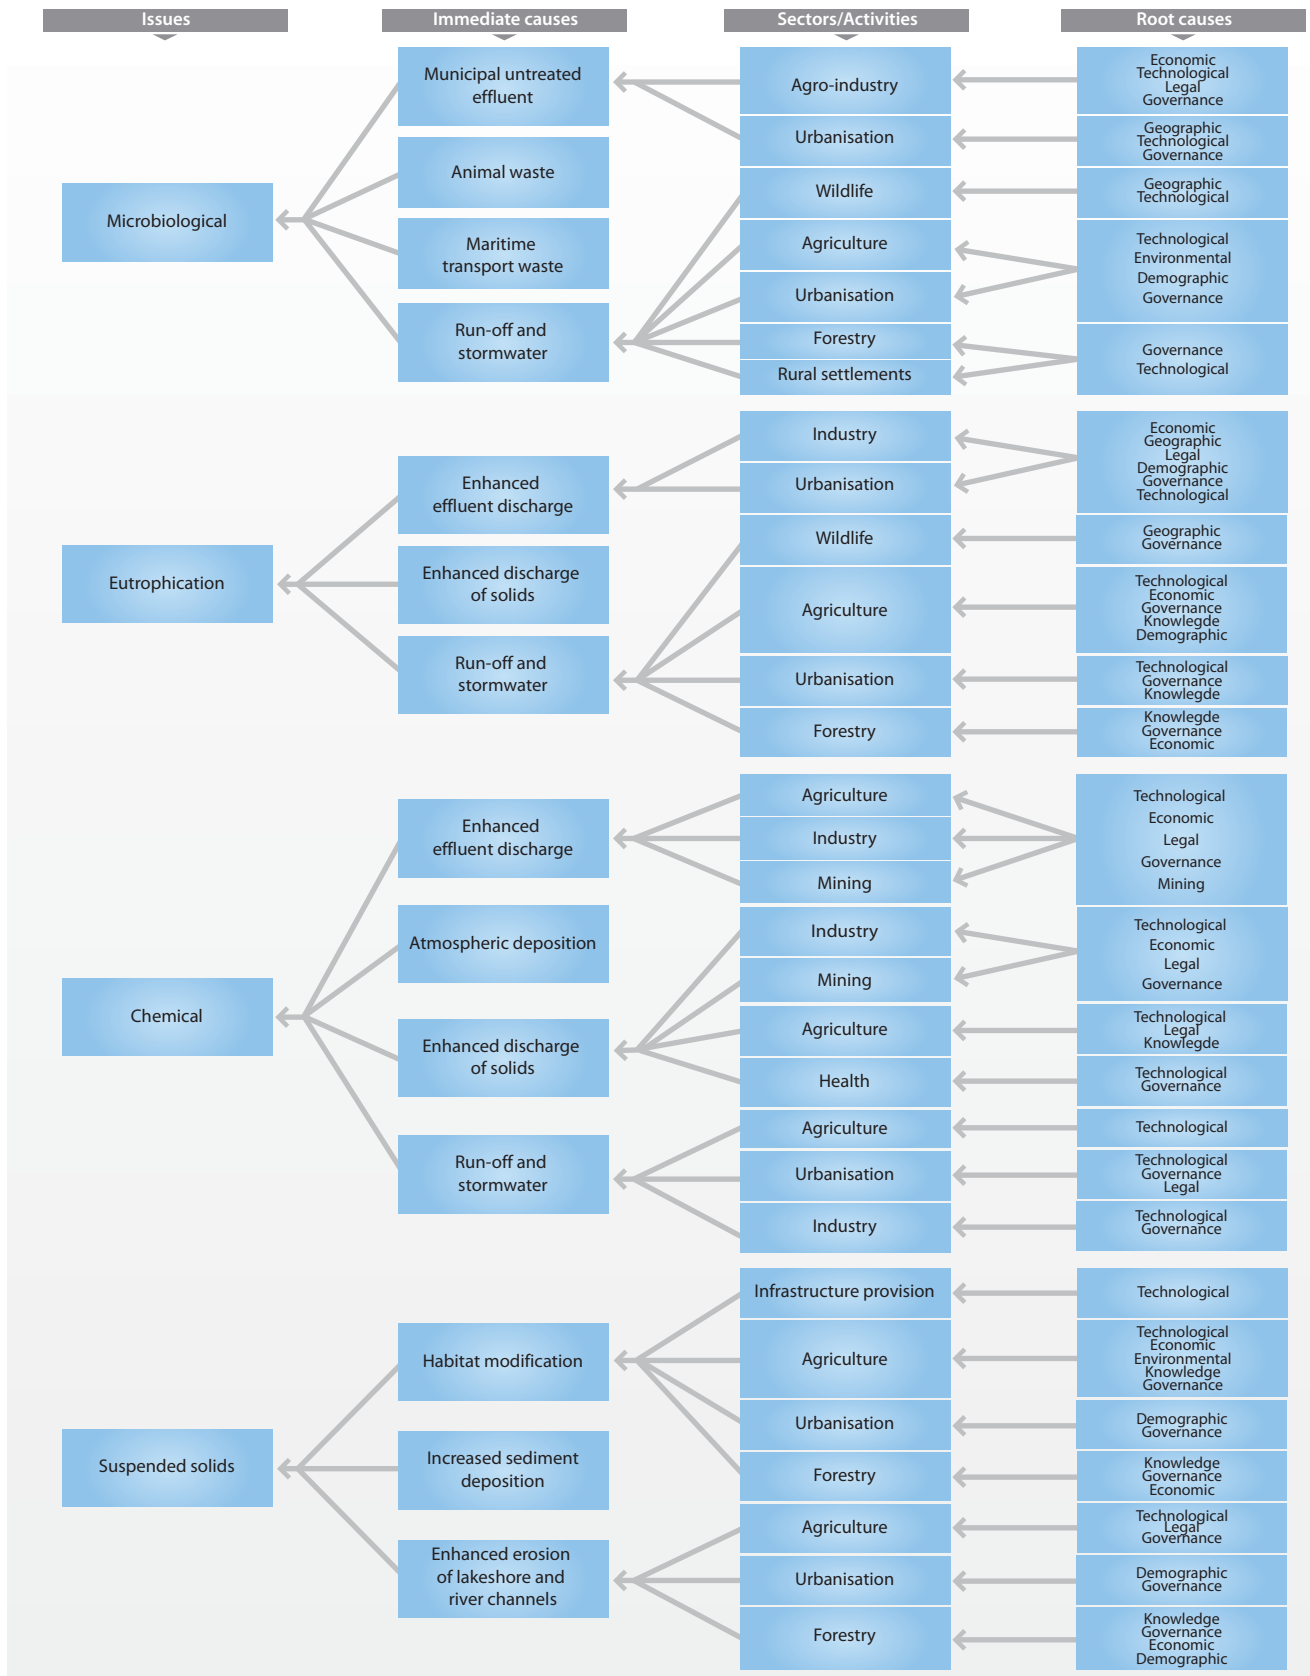 Issues
Immediate causes
Sectors/Activities
Root causes
Microbiological
Municipal untreated
effluent
Animal waste
Maritime
transport waste
Run-off and
stormwater
Agro-industry
Urbanisation
Wildlife
Agriculture
Urbanisation
Forestry
Rural settlements
Economic
Technological
Legal
Governance
Geographic
Technological
Governance
Geographic
Technological
Technological
Environmental
Demographic
Governance
Governance
Technological
Eutrophication
Enhanced
effluent discharge
Enhanced discharge
of solids
Run-off and
stormwater
Industry
Urbanisation
Wildlife
Agriculture
Urbanisation
Forestry
Economic
Geographic
Legal
Demographic
Governance
Technological
Geographic
Governance
Technological
Economic
Governance
Knowlegde
Demographic
Technological
Governance
Knowlegde
Knowlegde
Governance
Economic
Chemical
Enhanced
effluent discharge
Atmospheric deposition
Enhanced discharge
of solids
Run-off and
stormwater
Agriculture
Industry
Mining
Industry
Mining
Agriculture
Health
Agriculture
Urbanisation
Industry
Technological
Economic
Legal
Governance
Mining
Technological
Economic
Legal
Governance
Technological
Legal
Knowlegde
Technological
Governance
Technological
Technological
Governance
Legal
Technological
Governance
Suspended solids
Habitat modification
Increased sediment
deposition
Enhanced erosion
of lakeshore and
river channels
Infrastructure provision
Agriculture
Urbanisation
Forestry
Agriculture
Urbanisation
Forestry
Technological
Technological
Economic
Environmental
Knowledge
Governance
Demographic
Governance
Knowledge
Governance
Economic
Technological
Legal
Governance
Demographic
Governance
Knowledge
Governance
Economic
Demographic